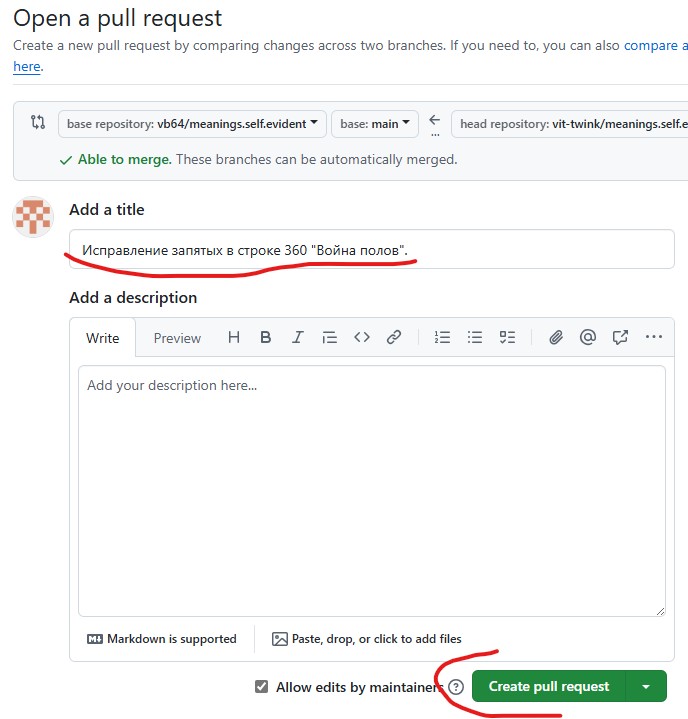 Open a pull request
Create a new pull request by comparing changes across two branches. If you need to, you can also compare a
here.
base repository: vb64/meanings.self.evident base: main ← head repository: vit-twink/meanings.self.e
...
Able to merge. These branches can be automatically merged.
Add a title
Исправление запятых в строке 360 "Война полов".
Add a description
Write Preview H B I
Add your description here...
Markdown is supported Paste, drop, or click to add files
Allow edits by maintainers ? Create pull request